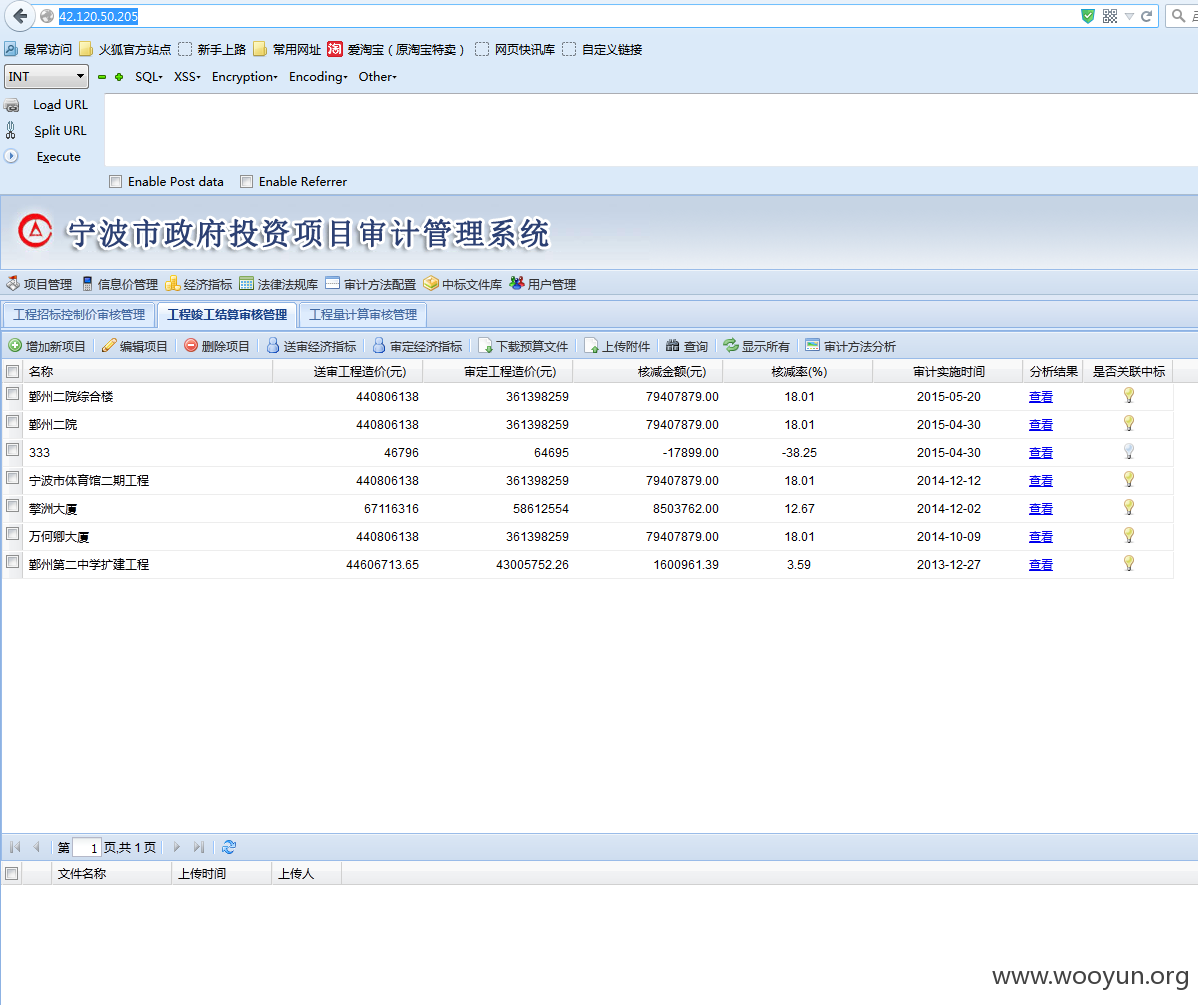 42.120.50.205
最常访问 火狐官方站点 新手上路 常用网址 爱淘宝（原淘宝特卖） 网页快讯库 自定义链接
INT SQL XSS Encryption Encoding Other
Load URL
Split URL
Execute
Enable Post data Enable Referrer
宁波市政府投资项目审计管理系统
项目管理 信息价管理 经济指标 法律法规库 审计方法配置 中标文件库 用户管理
工程招标控制价审核管理 工程竣工结算审核管理 工程量计算审核管理
增加新项目 编辑项目 删除项目 送审经济指标 审定经济指标 下载预算文件 上传附件 查询 显示所有 审计方法分析
名称 送审工程造价(元) 审定工程造价(元) 核减金额(元) 核减率(%) 审计实施时间 分析结果 是否关联中标
鄞州二院综合楼 440806138 361398259 79407879.00 18.01 2015-05-20 查看
鄞州二院 440806138 361398259 79407879.00 18.01 2015-04-30 查看
333 46796 64695 -17899.00 -38.25 2015-04-30 查看
宁波市体育馆二期工程 440806138 361398259 79407879.00 18.01 2014-12-12 查看
擎洲大厦 67116316 58612554 8503762.00 12.67 2014-12-02 查看
万何卿大厦 440806138 361398259 79407879.00 18.01 2014-10-09 查看
鄞州第二中学扩建工程 44606713.65 43005752.26 1600961.39 3.59 2013-12-27 查看
第 1 页,共 1 页
文件名称 上传时间 上传人
www.wooyun.org